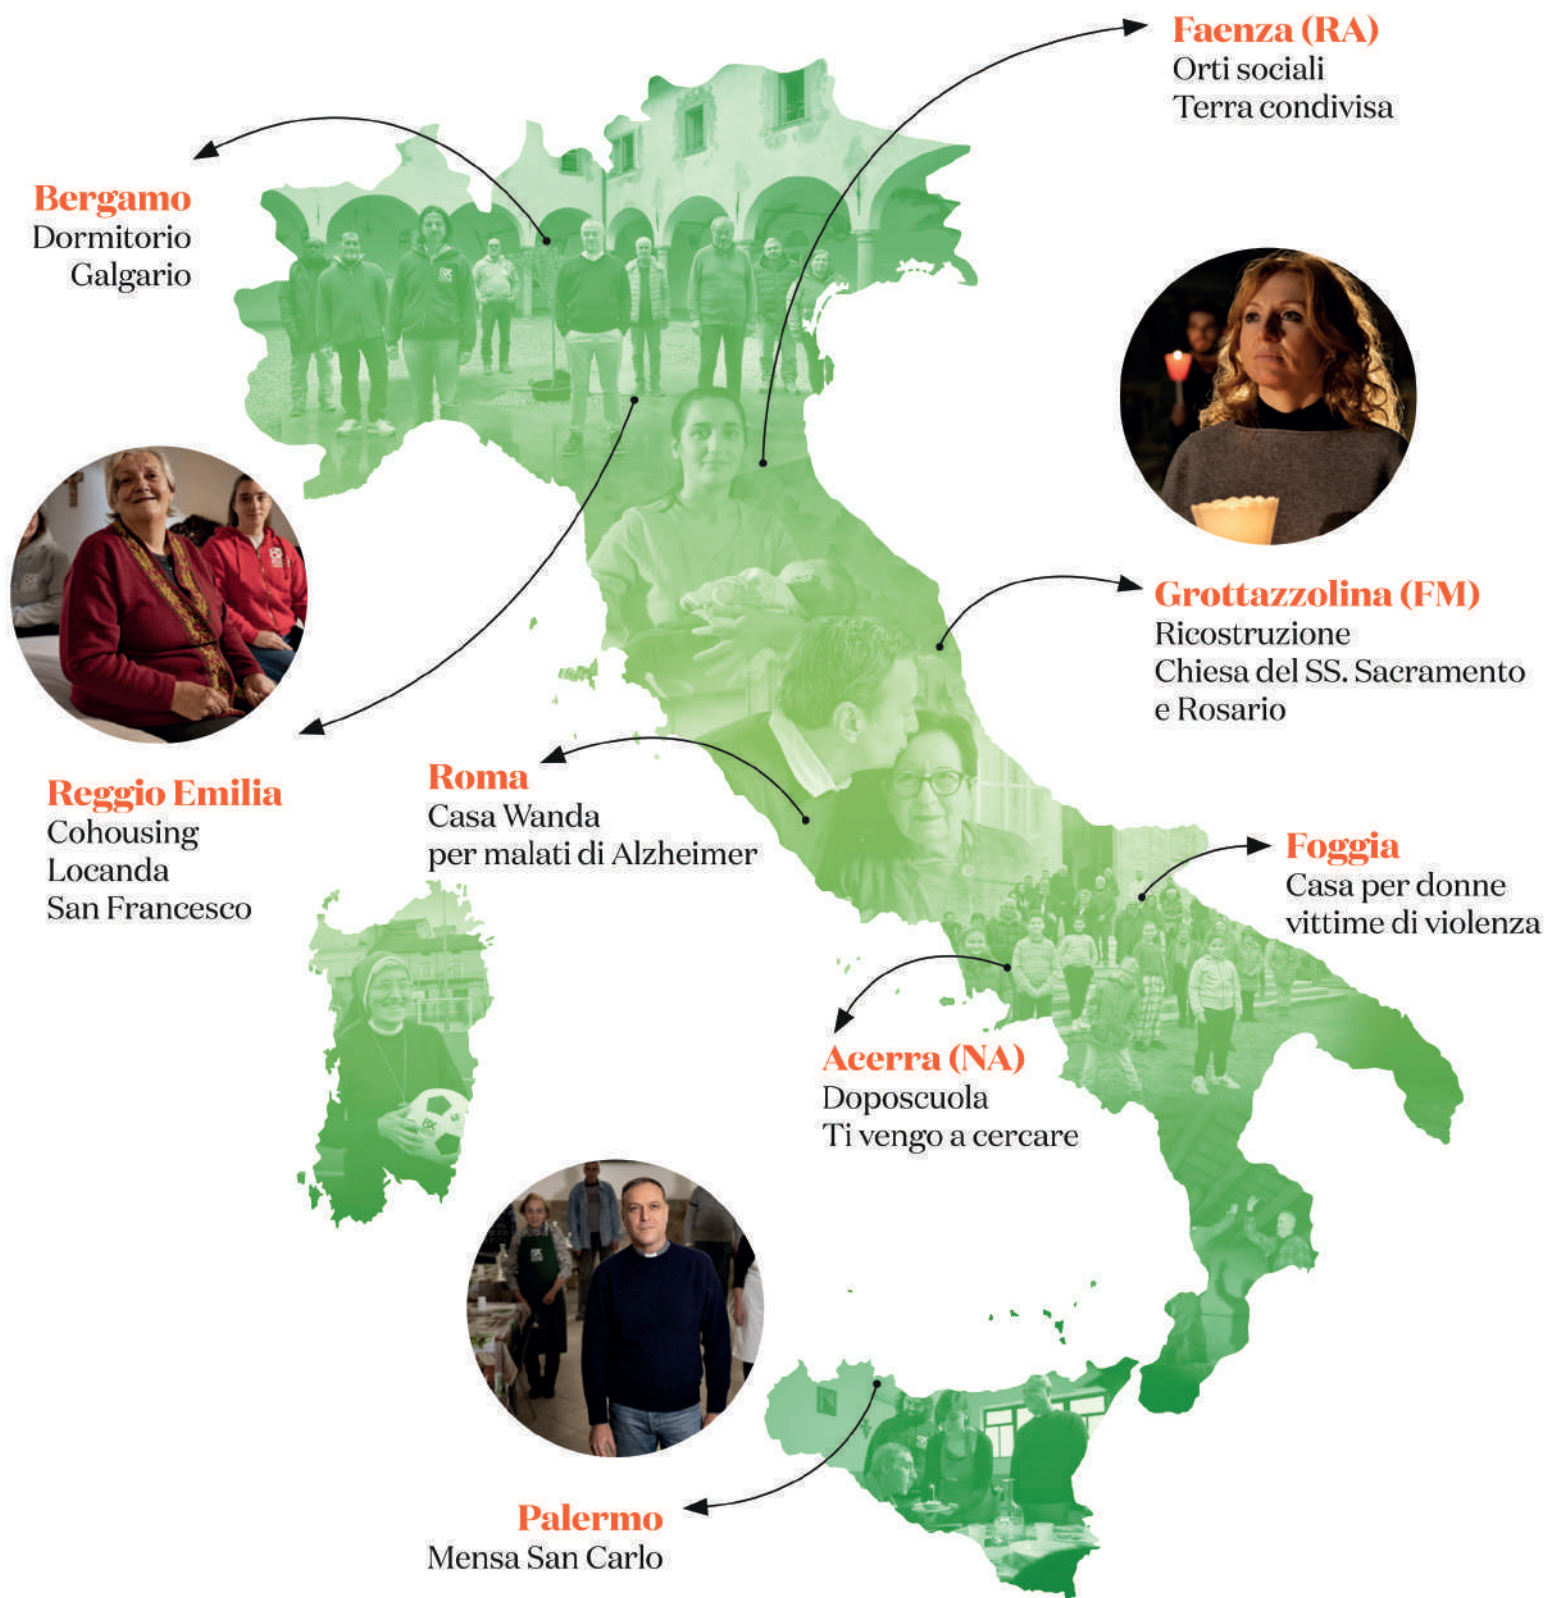 Faenza (RA)
Orti sociali
Terra condivisa
Bergamo
Dormitorio
Galgario
Grottazzolina (FM)
Ricostruzione
Chiesa del SS. Sacramento
e Rosario
Reggio Emilia
Cohousing
Locanda
San Francesco
Roma
Casa Wanda
per malati di Alzheimer
Foggia
Casa per donne
vittime di violenza
Acerra (NA)
Doposcuola
Ti vengo a cercare
Palermo
Mensa San Carlo